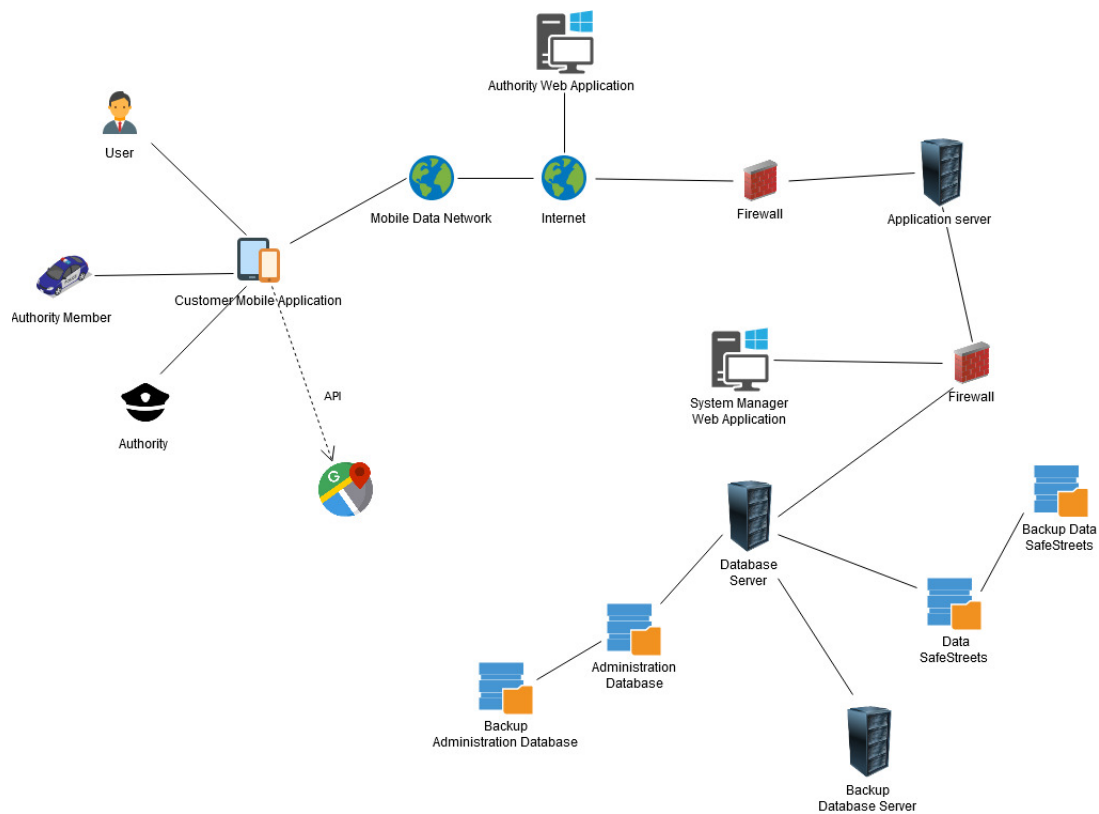 Authority Web Application
User
Mobile Data Network
Internet
Firewall
Application server
Customer Mobile Application
Authority Member
API
Authority
G
System Manager
Web Application
Firewall
Database
Server
Backup Data
SafeStreets
Data
SafeStreets
Administration
Database
Backup
Administration Database
Backup
Database Server